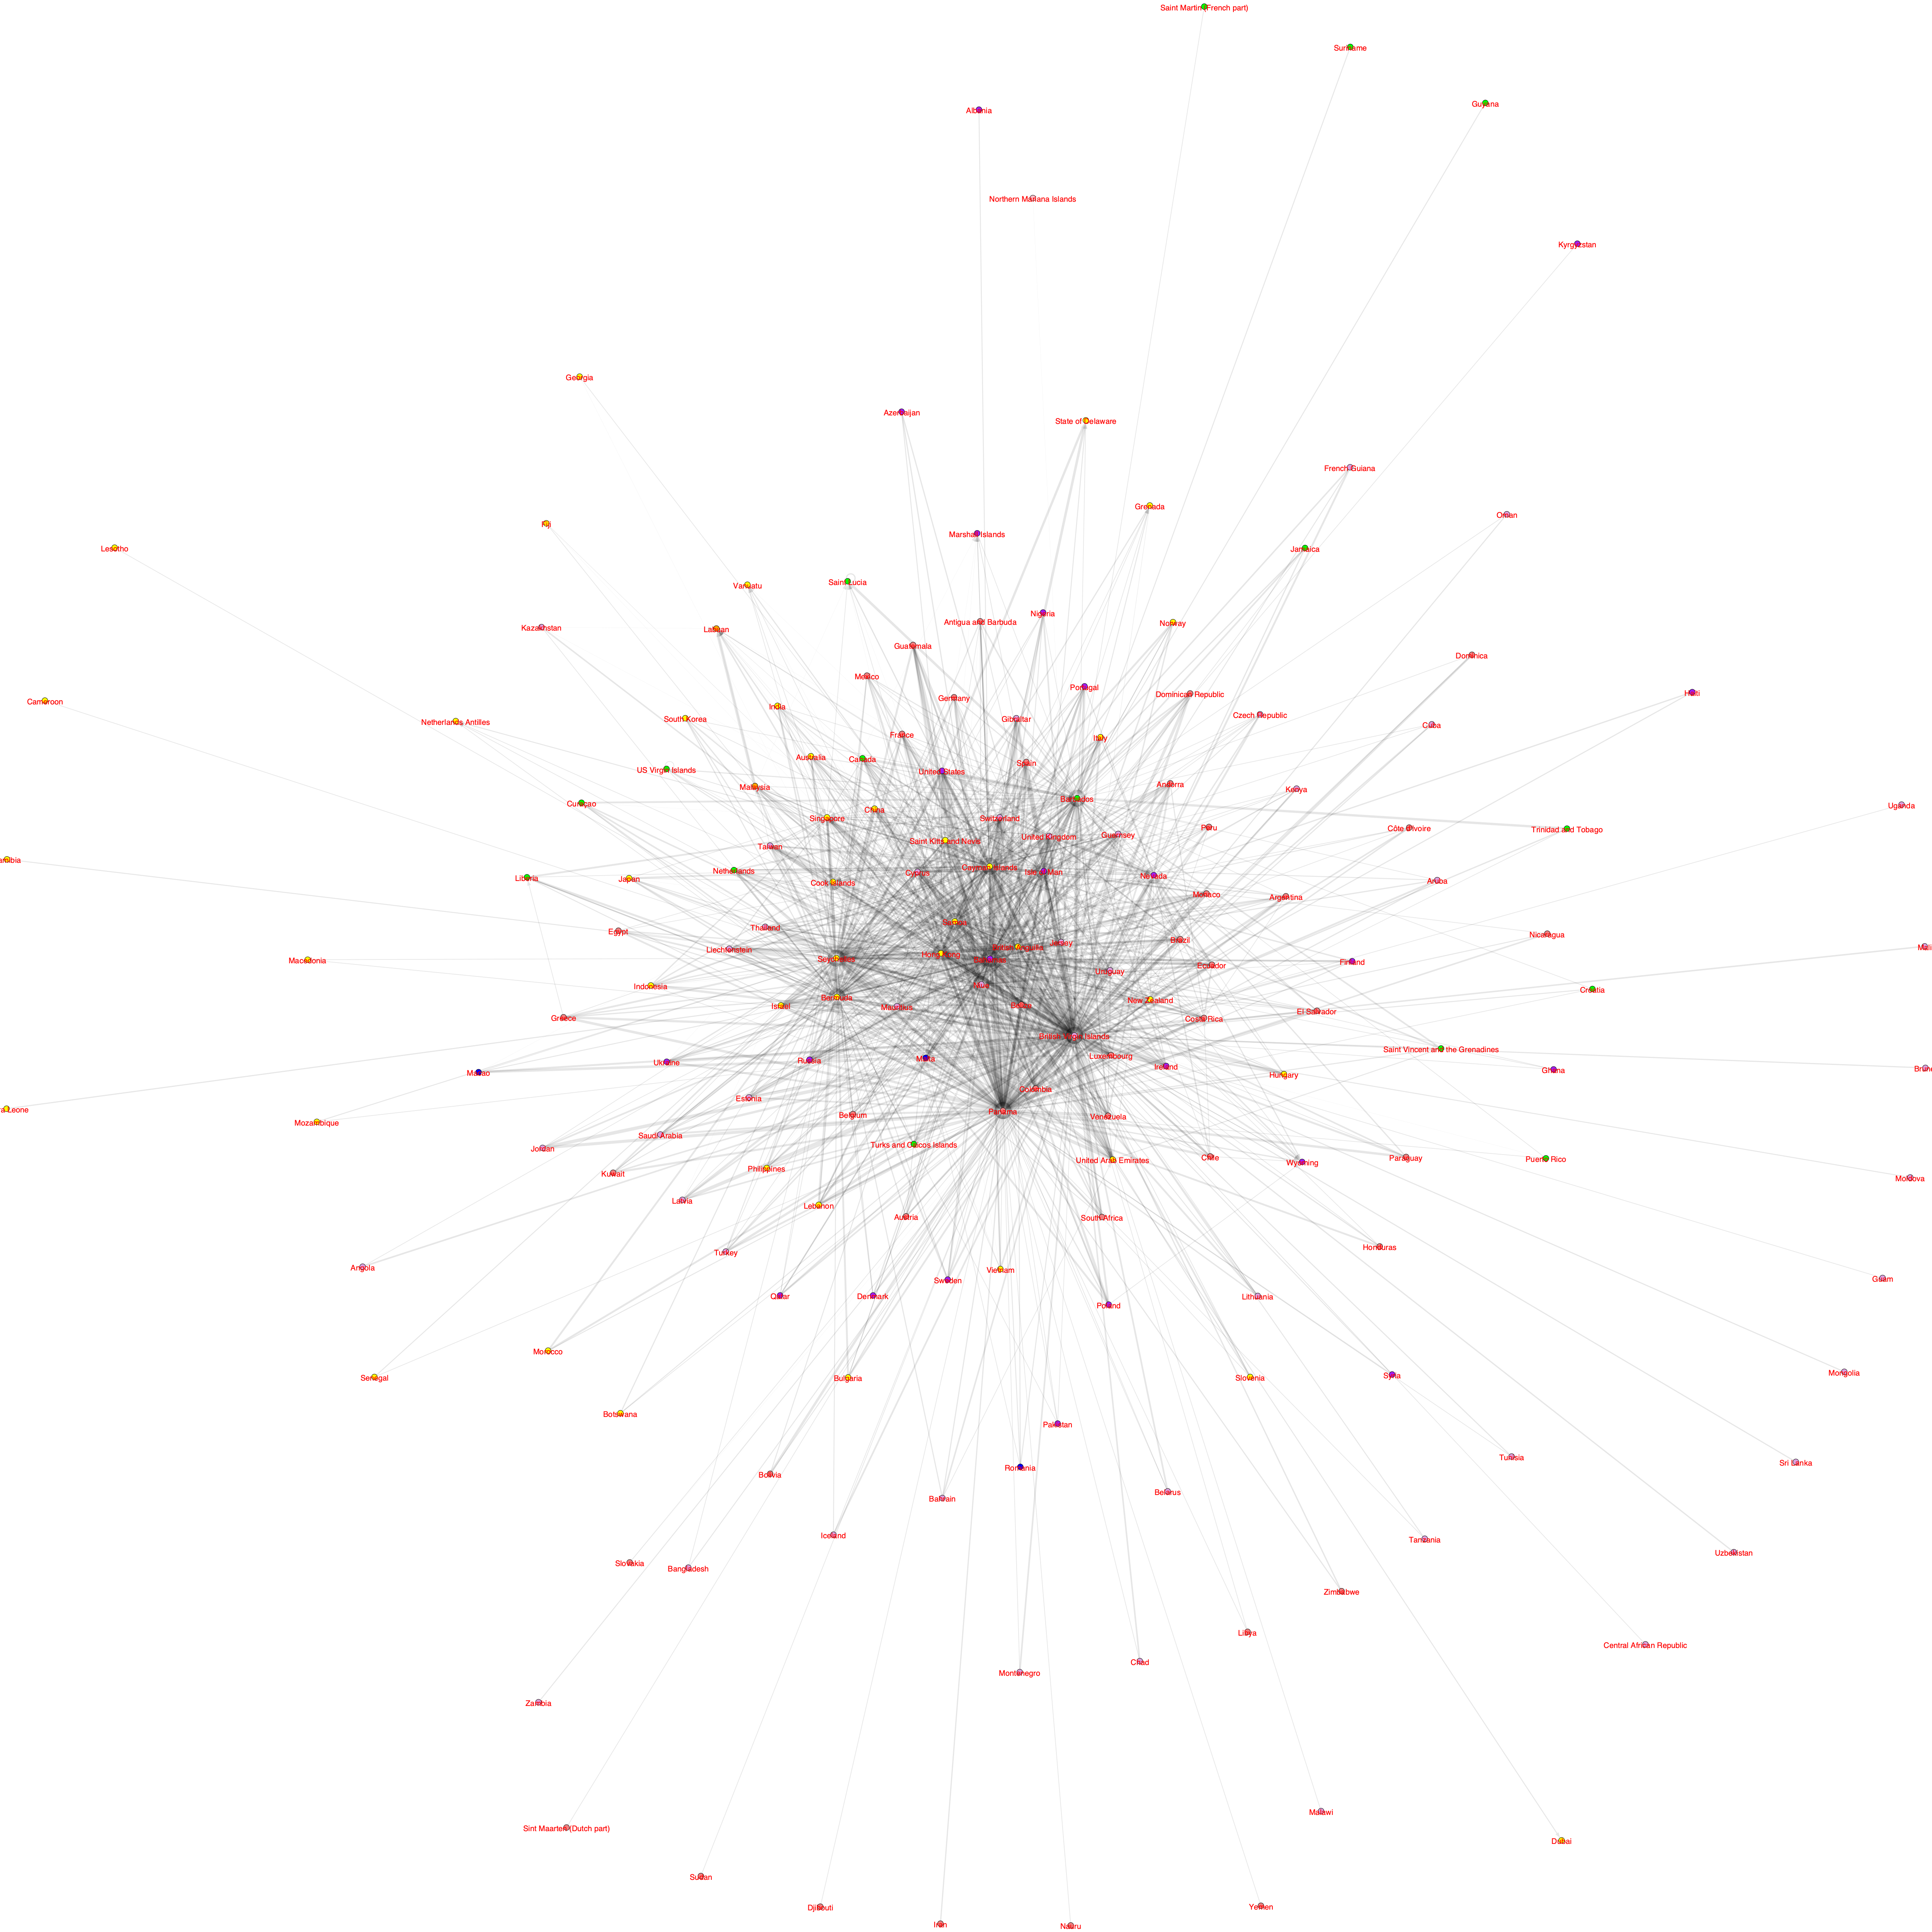 Saint Martin (French part)
Suriname
Guyana
Albania
Northern Mariana Islands
Kyrgyzstan
Georgia
Azerbaijan
State of Delaware
French Guiana
Grenada
Oman
Fiji
Marshall Islands
Lesotho
Jamaica
Saint Lucia
Vanuatu
Nigeria
Antigua and Barbuda
Norway
Kazakhstan
Labuan
Guatemala
Dominica
Mexico
Portugal
Dominican Republic
Haiti
Germany
Cameroon
India
Czech Republic
Netherlands Antilles
South Korea
Gibraltar
Cuba
France
Italy
Australia
Canada
Spain
US Virgin Islands
United States
Andorra
Malaysia
Kenya
Barbados
Curaçao
Uganda
China
Singapore
Switzerland
Peru
Côte d'Ivoire
Trinidad and Tobago
United Kingdom
Guernsey
Saint Kitts and Nevis
Taiwan
amibia
Cayman Islands
Netherlands
Isle of Man
Cyprus
Nevada
Liberia
Japan
Cook Islands
Aruba
Monaco
Argentina
Samoa
Thailand
Egypt
Nicaragua
Brazil
Jersey
Liechtenstein
Hong Kong
Macedonia
Seychelles
Finland
Ecuador
Uruguay
Indonesia
Niue
Croatia
Bermuda
New Zealand
Israel
Mauritius
Belize
El Salvador
Greece
Costa Rica
British Virgin Islands
Saint Vincent and the Grenadines
Luxembourg
Malta
Russia
Ukraine
Ireland
Ghana
Macao
Hungary
Colombia
Estonia
ra Leone
Panama
Belgium
Venezuela
Mozambique
Saudi Arabia
Turks and Caicos Islands
Jordan
Chile
Paraguay
Puerto Rico
United Arab Emirates
Wyoming
Philippines
Kuwait
Moldova
Latvia
Lebanon
Austria
South Africa
Honduras
Turkey
Angola
Vietnam
Guam
Sweden
Qatar
Denmark
Lithuania
Poland
Morocco
Mongolia
Syria
Senegal
Bulgaria
Slovenia
Botswana
Pakistan
Tunisia
Sri Lanka
Romania
Bolivia
Belarus
Bahrain
Iceland
Tanzania
Uzbekistan
Slovakia
Bangladesh
Zimbabwe
Libya
Central African Republic
Chad
Montenegro
Zambia
Malawi
Sint Maarten (Dutch part)
Dubai
Sudan
Yemen
Djibouti
Iran
Nauru